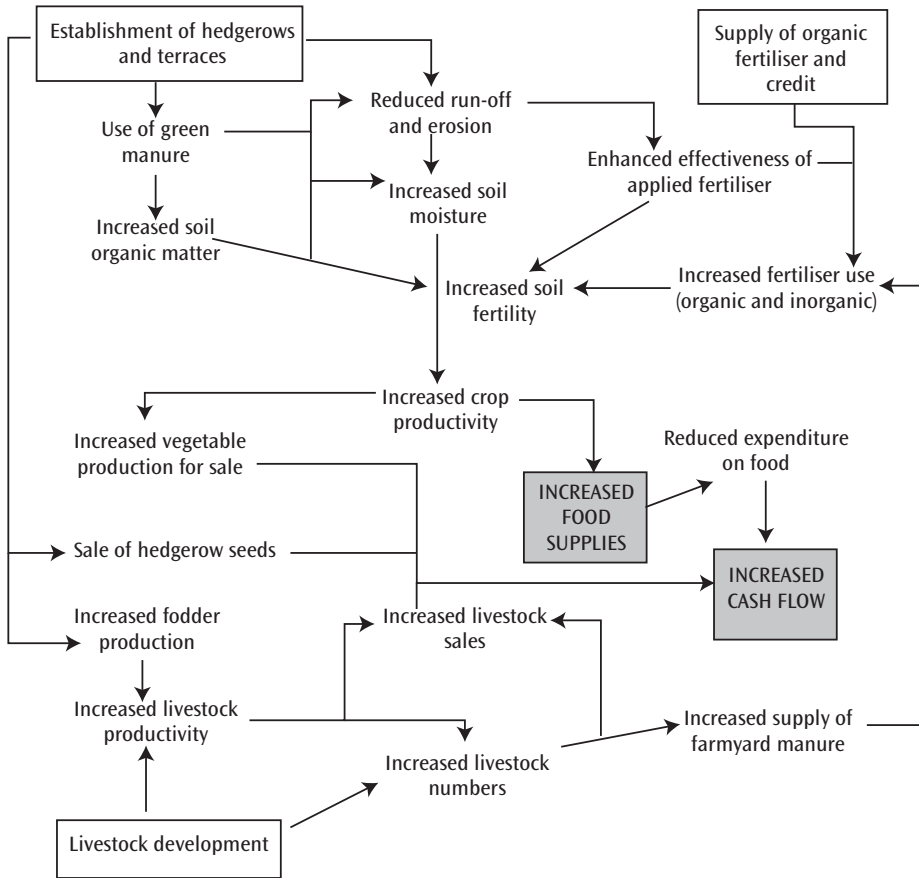 Establishment of hedgerows
and terraces
Supply of organic
fertiliser and
credit
Use of green
manure
Reduced run-off
and erosion
Enhanced effectiveness of
applied fertiliser
Increased soil
organic matter
Increased soil
moisture
Increased soil
fertility
Increased fertiliser use
(organic and inorganic)
Increased crop
productivity
Increased vegetable
production for sale
Reduced expenditure
on food
INCREASED
FOOD
SUPPLIES
Sale of hedgerow seeds
INCREASED
CASH FLOW
Increased fodder
production
Increased livestock
sales
Increased livestock
productivity
Increased livestock
numbers
Increased supply of
farmyard manure
Livestock development